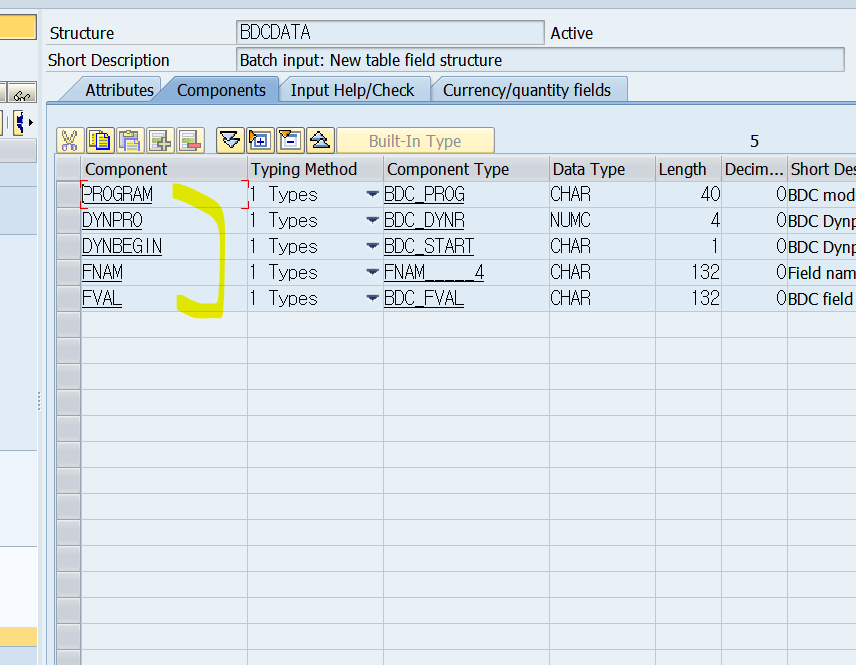 Structure BDCDATA Active
Short Description Batch input: New table field structure
Attributes Components Input Help/Check Currency/quantity fields
Built-In Type 5
Component Typing Method Component Type Data Type Length Decim... Short Des
PROGRAM 1 Types BDC_PROG CHAR 40 0 BDC mod
DYNPRO 1 Types BDC_DYNR NUMC 4 0 BDC Dynp
DYNBEGIN 1 Types BDC_START CHAR 1 0 BDC Dynp
FNAM 1 Types FNAM_____4 CHAR 132 0 Field nam
FVAL 1 Types BDC_FVAL CHAR 132 0 BDC field